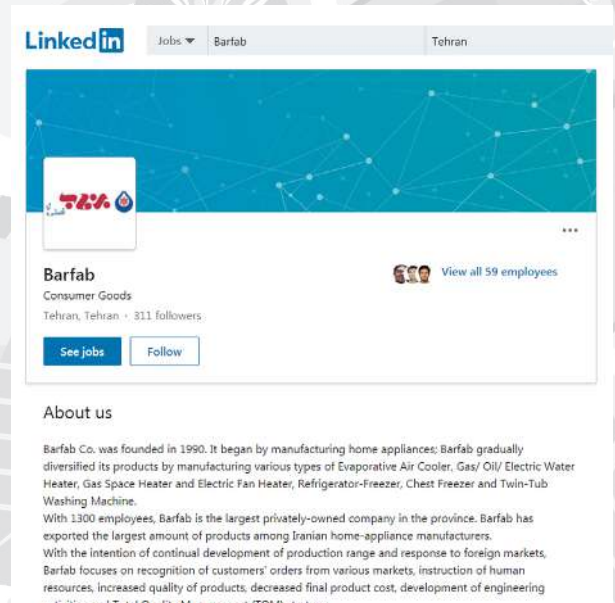 Linked in
Jobs Barfab Tehran
Barfab
Consumer Goods
Tehran, Tehran · 311 followers
View all 59 employees
See jobs Follow
About us
Barfab Co. was founded in 1990. It began by manufacturing home appliances; Barfab gradually
diversified its products by manufacturing various types of Evaporative Air Cooler, Gas/ Oil/ Electric Water
Heater, Gas Space Heater and Electric Fan Heater, Refrigerator-Freezer, Chest Freezer and Twin-Tub
Washing Machine.
With 1300 employees, Barfab is the largest privately-owned company in the province. Barfab has
exported the largest amount of products among Iranian home-appliance manufacturers.
With the intention of continual development of production range and response to foreign markets,
Barfab focuses on recognition of customers' orders from various markets, instruction of human
resources, increased quality of products, decreased final product cost, development of engineering